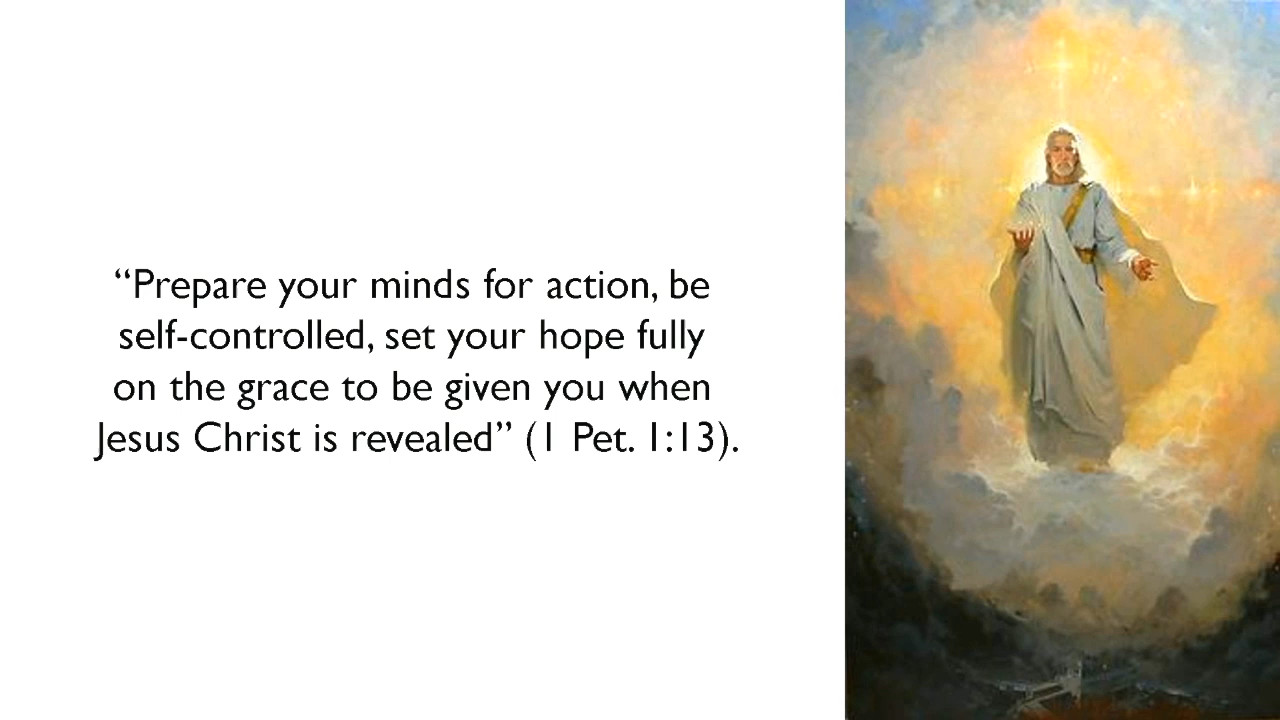 “Prepare your minds for action, be
self-controlled, set your hope fully
on the grace to be given you when
Jesus Christ is revealed” (1 Pet. 1:13).